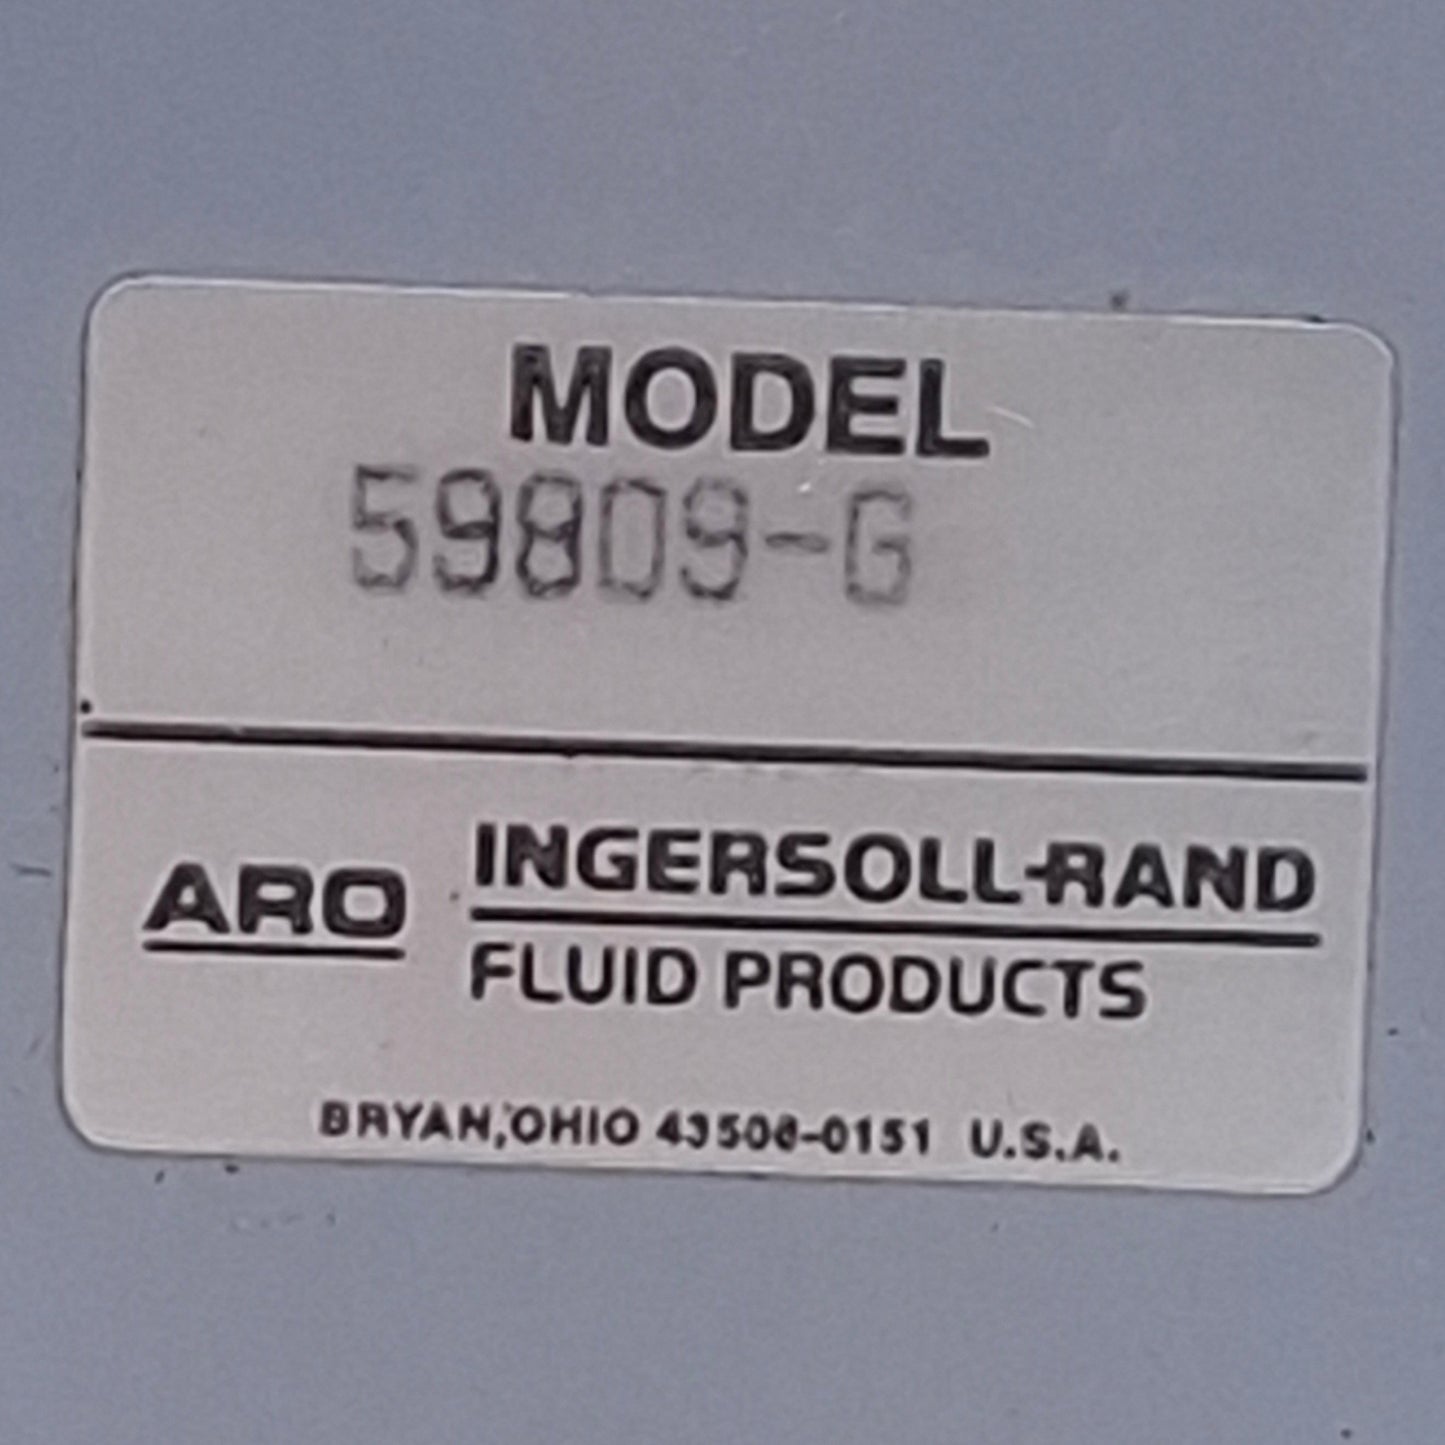 MODEL
59809-G
ARO
INGERSOLL-RAND
FLUID PRODUCTS
BRYAN, OHIO 43506-0151 U.S.A.